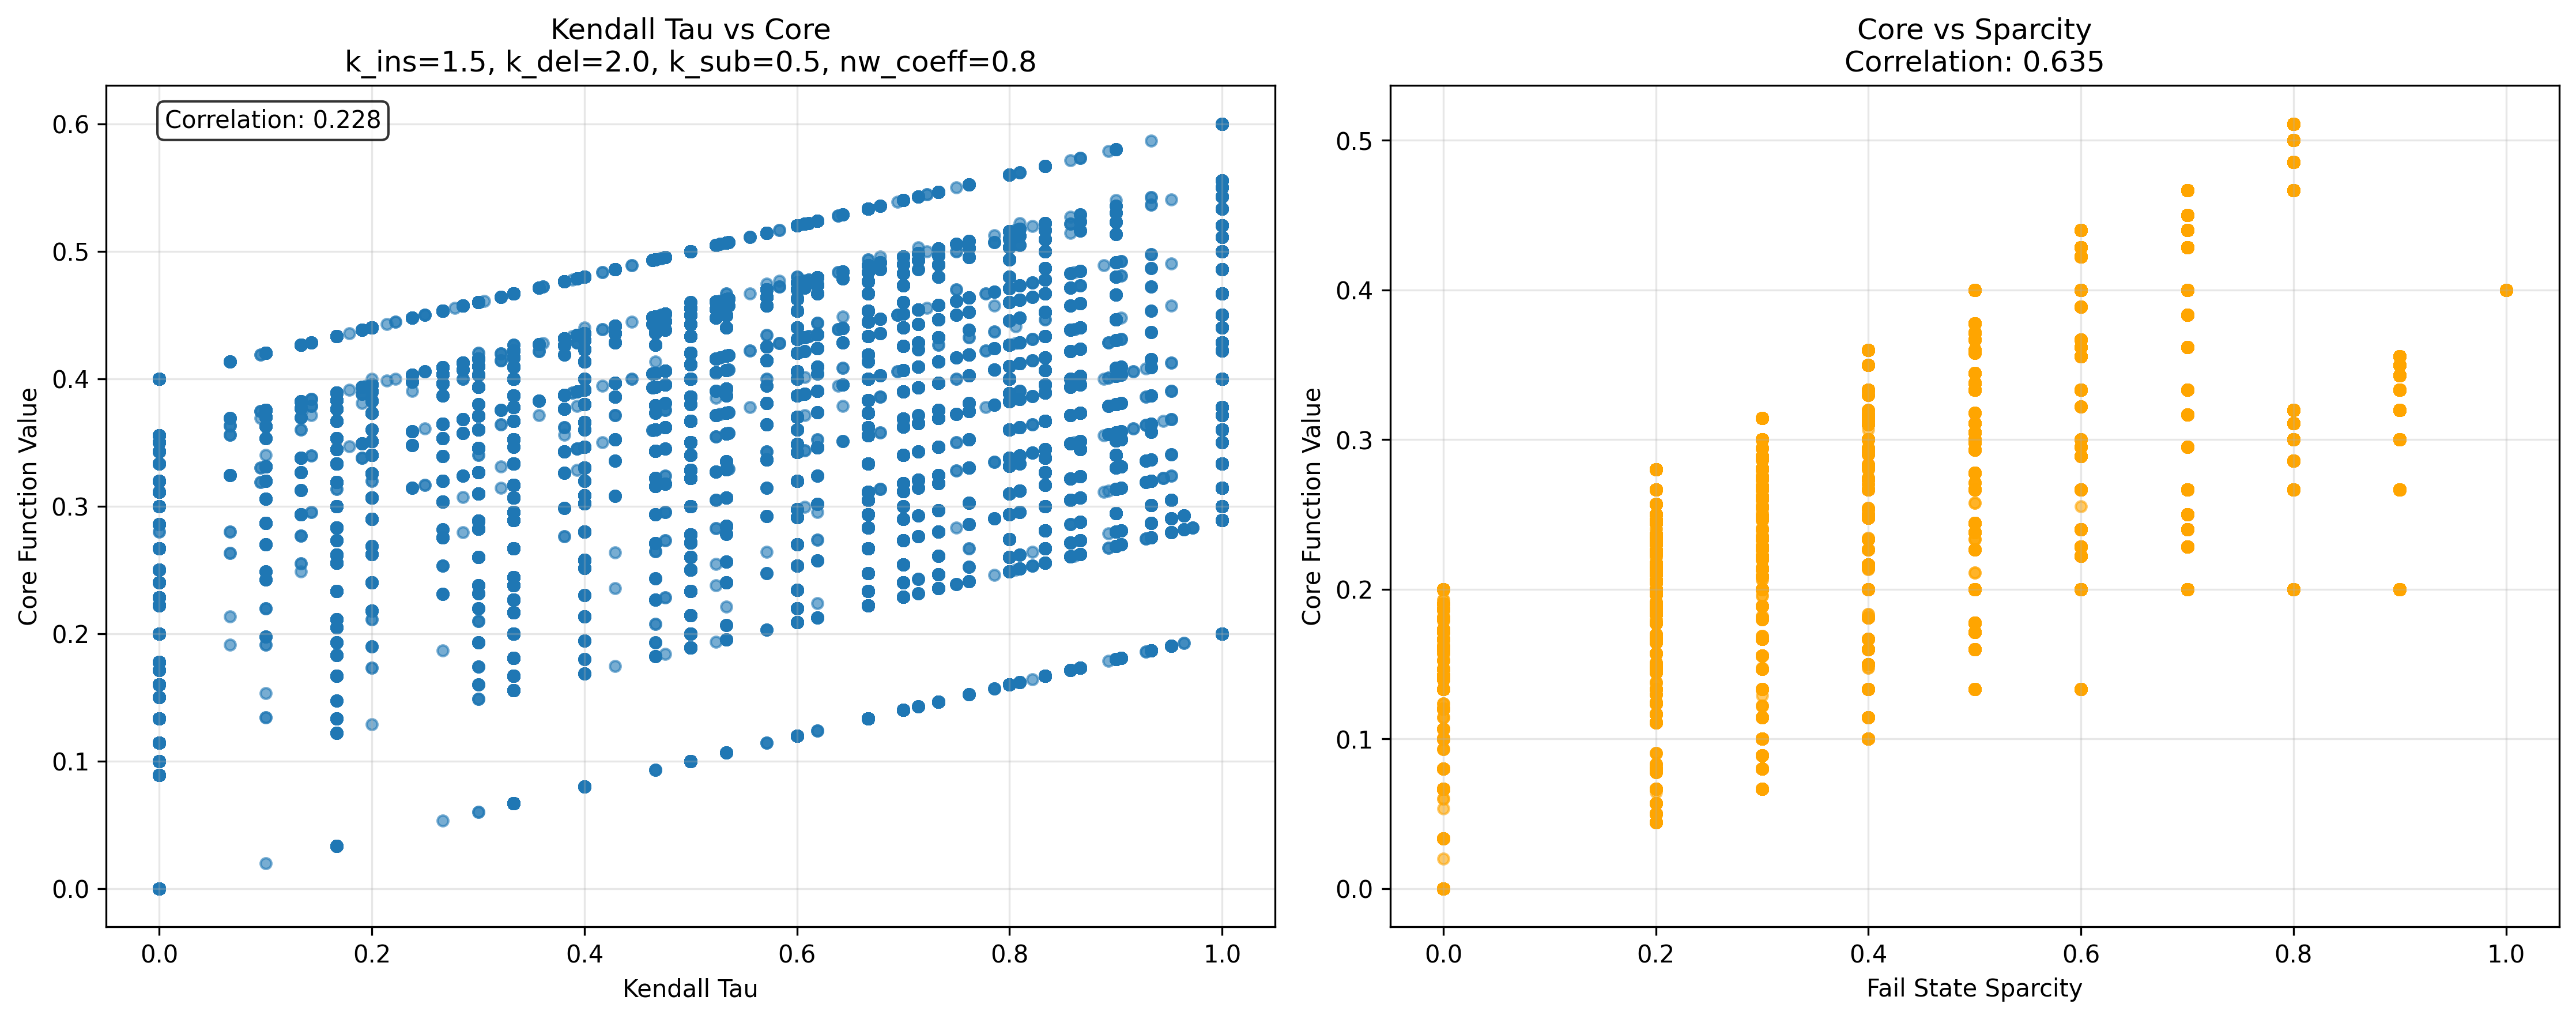 Kendall Tau vs Core
k_ins=1.5, k_del=2.0, k_sub=0.5, nw_coeff=0.8
Correlation: 0.228
0.6
0.5
0.4
0.3
0.2
0.1
0.0
Core Function Value
0.0 0.2 0.4 0.6 0.8 1.0
Kendall Tau
Core vs Sparcity
Correlation: 0.635
0.5
0.4
0.3
0.2
0.1
0.0
Core Function Value
0.0 0.2 0.4 0.6 0.8 1.0
Fail State Sparcity